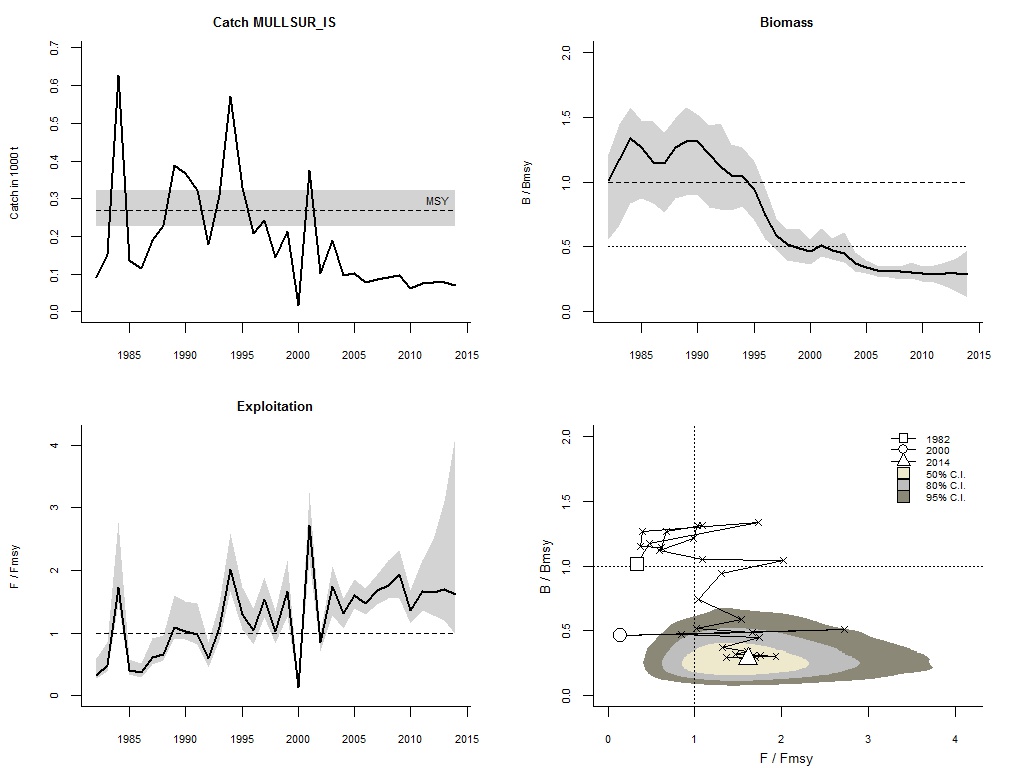 Catch MULLSUR_IS
Catch in 1000 t
0.7
0.6
0.5
0.4
0.3
0.2
0.1
0.0
MSY
1985 1990 1995 2000 2005 2010 2015
Biomass
B / Bmsy
2.0
1.5
1.0
0.5
0.0
1985 1990 1995 2000 2005 2010 2015
Exploitation
F / Fmsy
4
3
2
1
0
1985 1990 1995 2000 2005 2010 2015
B / Bmsy
2.0
1.5
1.0
0.5
0.0
1982
2000
2014
50% C.I.
80% C.I.
95% C.I.
0 1 2 3 4
F / Fmsy